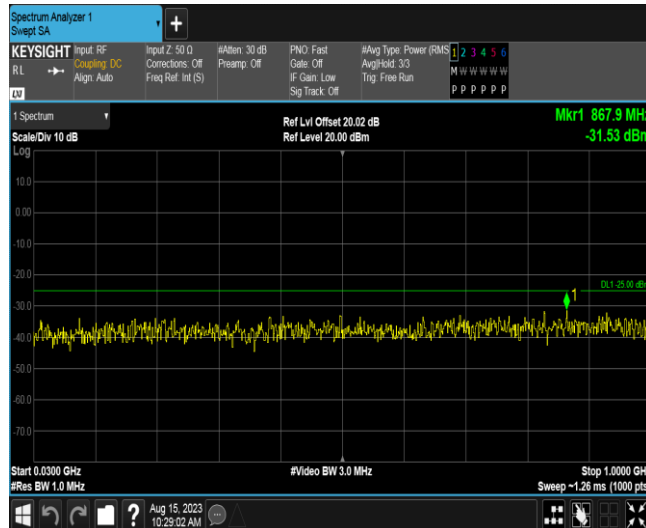 Spectrum Analyzer 1
Swept SA
+
KEYSIGHT
RL
LXI
Input: RF
Coupling: DC
Align: Auto
Input Z: 50 Ω
Corrections: Off
Freq Ref: Int (S)
#Atten: 30 dB
Preamp: Off
PNO: Fast
Gate: Off
IF Gain: Low
Sig Track: Off
#Avg Type: Power (RMS
Avg|Hold: 3/3
Trig: Free Run
1 2 3 4 5 6
M W W W W W
P P P P P P
1 Spectrum
Scale/Div 10 dB
Log
Ref Lvl Offset 20.02 dB
Ref Level 20.00 dBm
Mkr1 867.9 MHz
-31.53 dBm
10.0
0.00
-10.0
-20.0
DL1 -25.00 dBm
1
-30.0
-40.0
-50.0
-60.0
-70.0
Start 0.0300 GHz
#Res BW 1.0 MHz
#Video BW 3.0 MHz
Stop 1.0000 GH
Sweep ~1.26 ms (1000 pts
?
Aug 15, 2023
10:29:02 AM